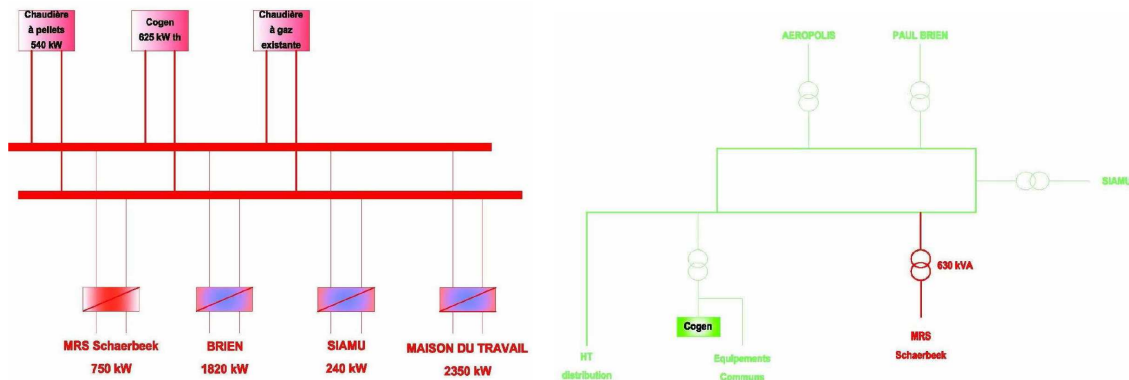 Chaudière
à pellets
540 kW
Cogen
625 kW th
Chaudière
à gaz
existante
MRS Schaerbeek
750 kW
BRIEN
1820 kW
SIAMU
240 kW
MAISON DU TRAVAIL
2350 kW
AEROPOLIS
PAUL BRIEN
SIAMU
630 kVA
Cogen
MRS
Schaerbeek
HT
distribution
Equipements
Communs